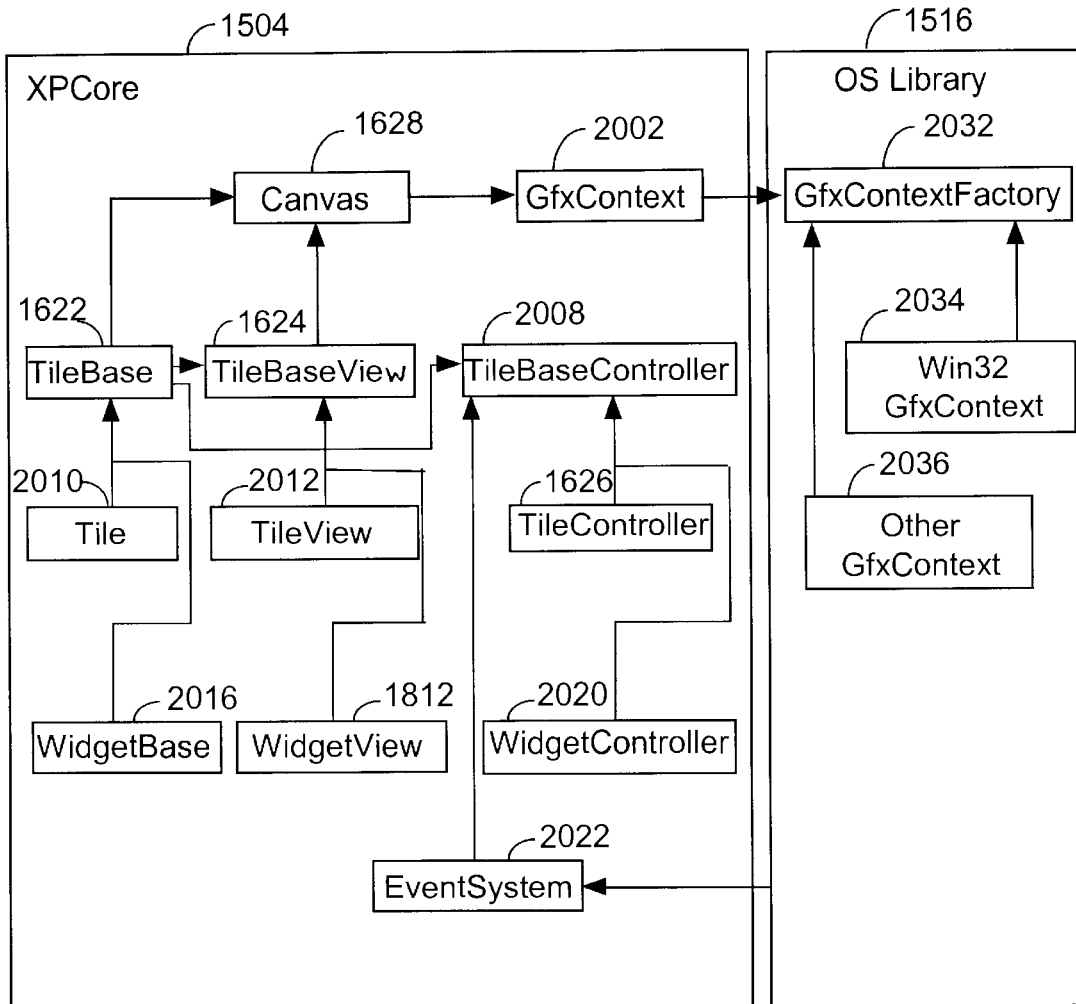 1504
1516
XPCore
OS Library
1628
2002
2032
Canvas
GfxContext
GfxContextFactory
1622
1624
2008
2034
TileBase
TileBaseView
TileBaseController
Win32
GfxContext
2010
2012
1626
2036
Tile
TileView
TileController
Other
GfxContext
2016
1812
2020
WidgetBase
WidgetView
WidgetController
2022
EventSystem